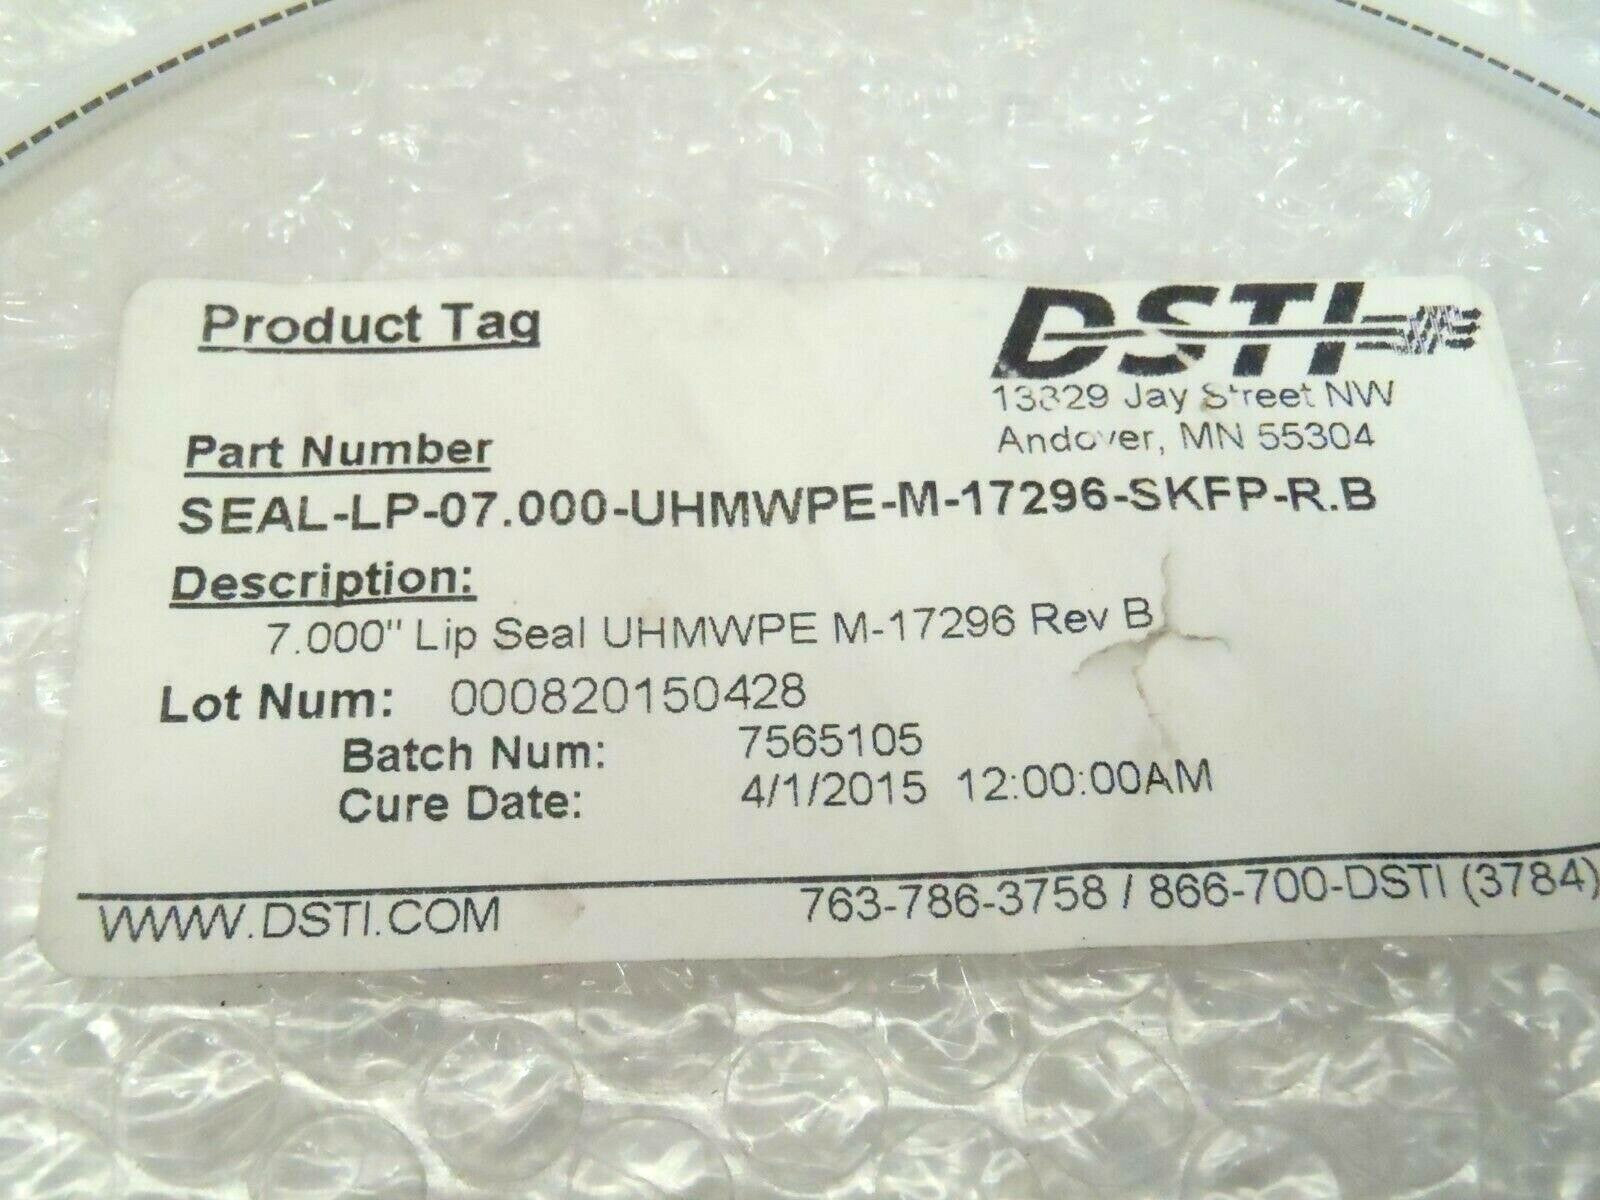 Product Tag
DSTI
13829 Jay Street NW
Andover, MN 55304
Part Number
SEAL-LP-07.000-UHMWPE-M-17296-SKFP-R.B
Description:
7.000" Lip Seal UHMWPE M-17296 Rev B
Lot Num: 000820150428
Batch Num: 7565105
Cure Date: 4/1/2015 12:00:00AM
WWW.DSTI.COM 763-786-3758 / 866-700-DSTI (3784)